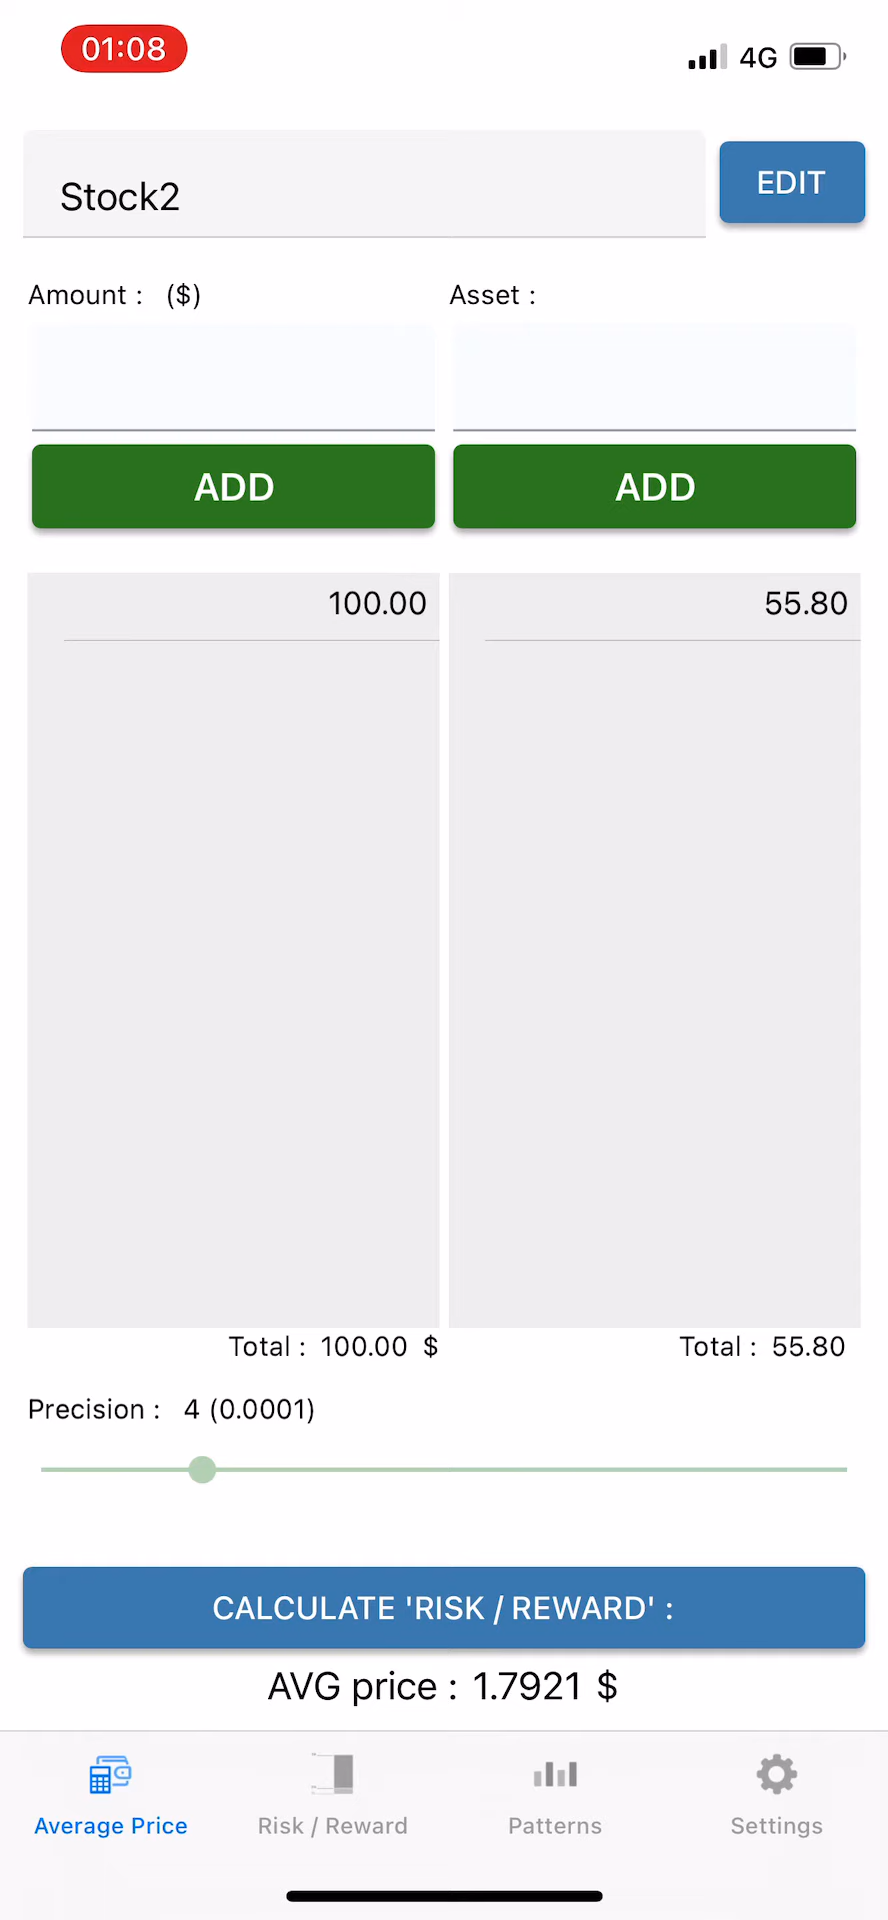 01:08
4G
Stock2
EDIT
Amount : ($)
Asset :
ADD
ADD
100.00
55.80
Total : 100.00 $
Total : 55.80
Precision : 4 (0.0001)
CALCULATE 'RISK / REWARD' :
AVG price : 1.7921 $
Average Price
Risk / Reward
Patterns
Settings